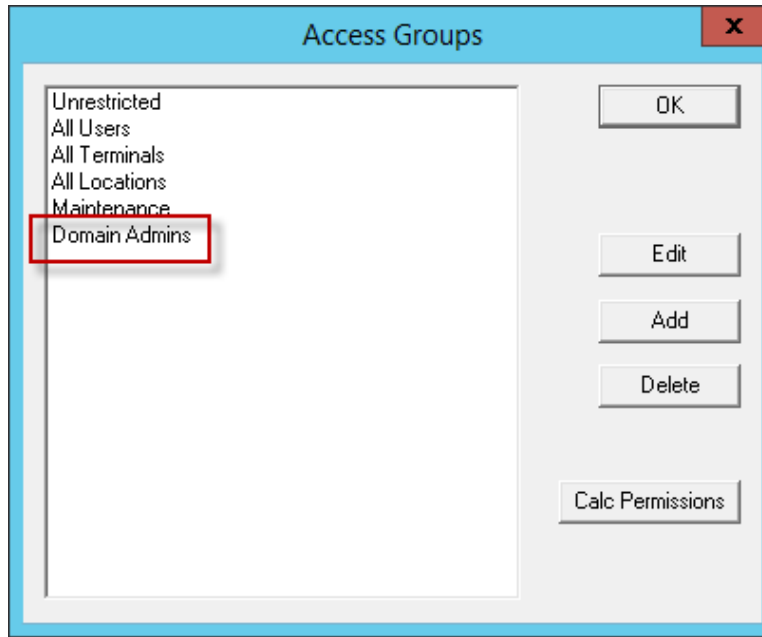 Access Groups
x
Unrestricted
All Users
All Terminals
All Locations
Maintenance
Domain Admins
OK
Edit
Add
Delete
Calc Permissions